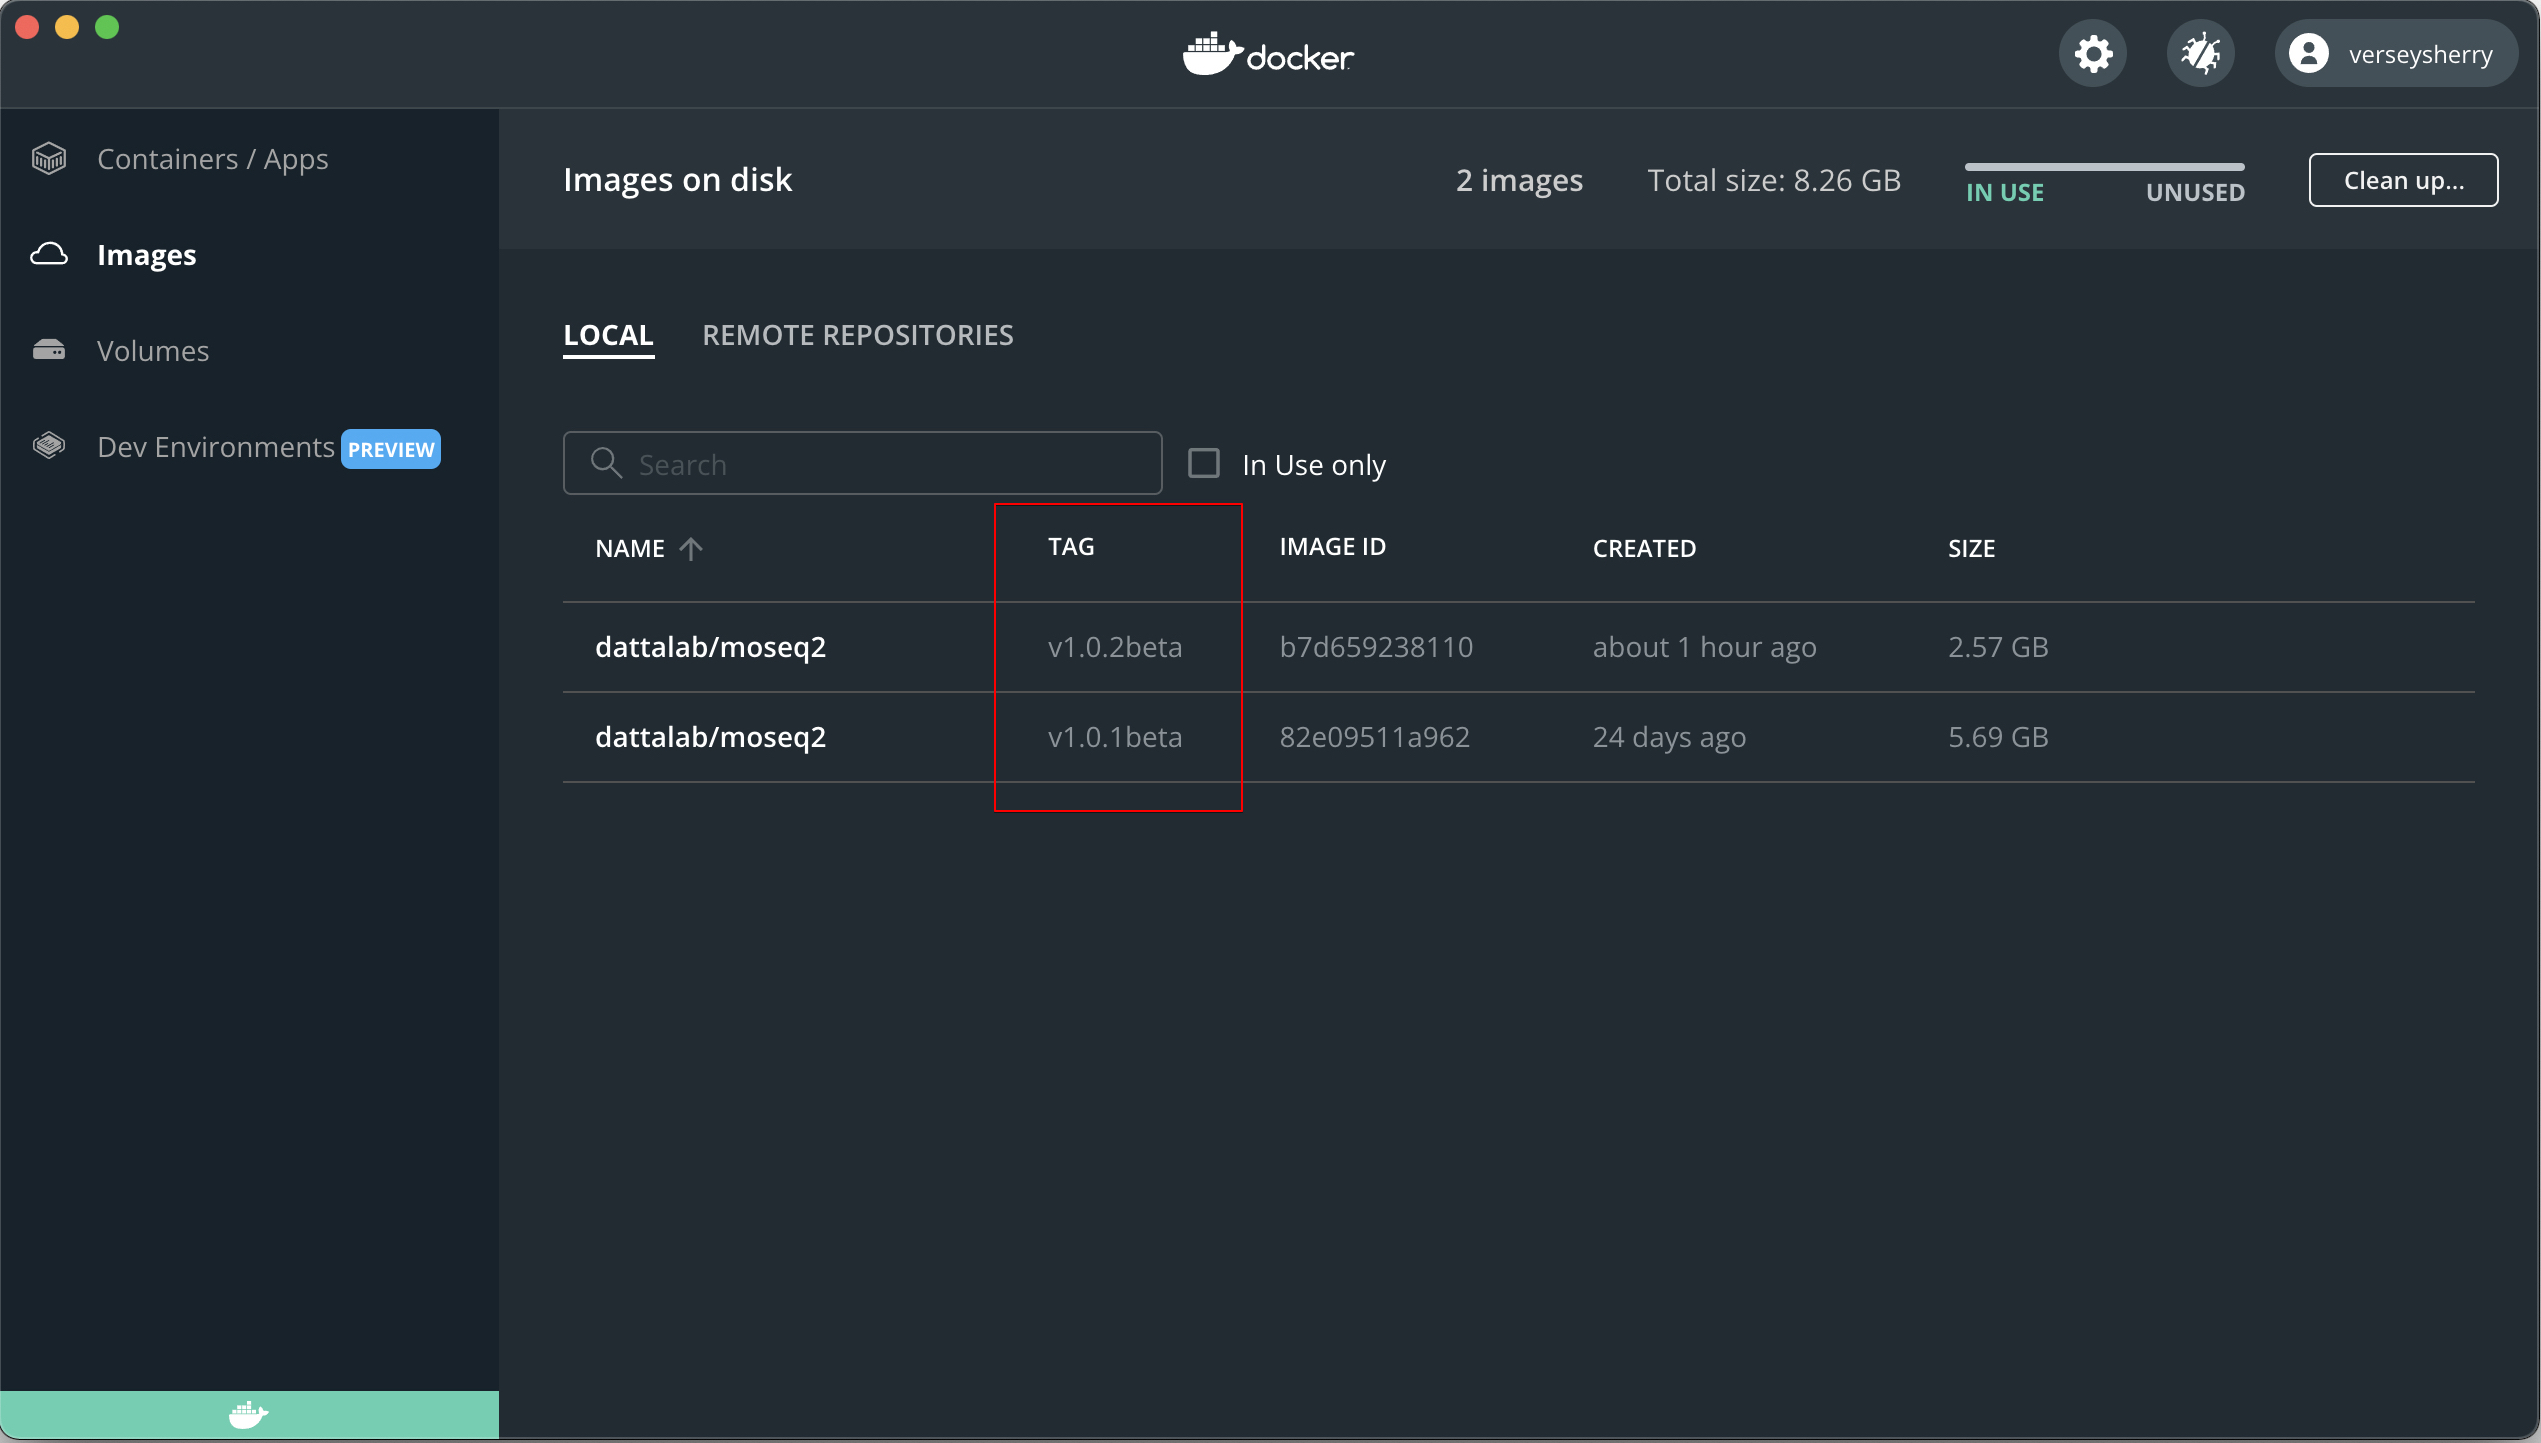 docker
verseysherry
Containers / Apps
Images
Volumes
Dev Environments PREVIEW
Images on disk
2 images
Total size: 8.26 GB
IN USE
UNUSED
Clean up...
LOCAL
REMOTE REPOSITORIES
Search
In Use only
NAME TAG IMAGE ID CREATED SIZE
dattalab/moseq2 v1.0.2beta b7d659238110 about 1 hour ago 2.57 GB
dattalab/moseq2 v1.0.1beta 82e09511a962 24 days ago 5.69 GB